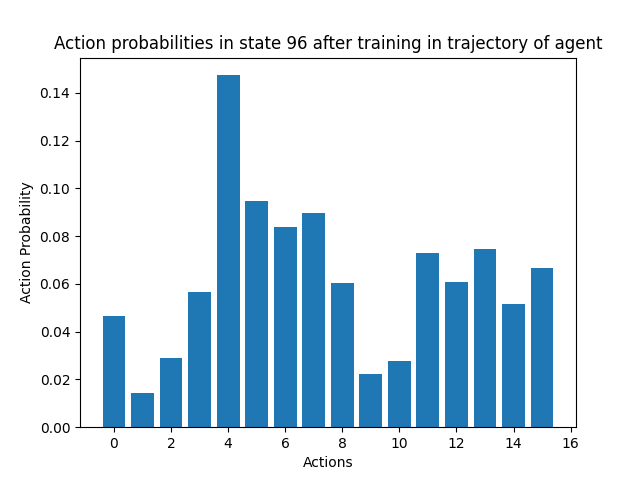 Action probabilities in state 96 after training in trajectory of agent
0.14
0.12
0.10
0.08
0.06
0.04
0.02
0.00
Action Probability
0 2 4 6 8 10 12 14 16
Actions